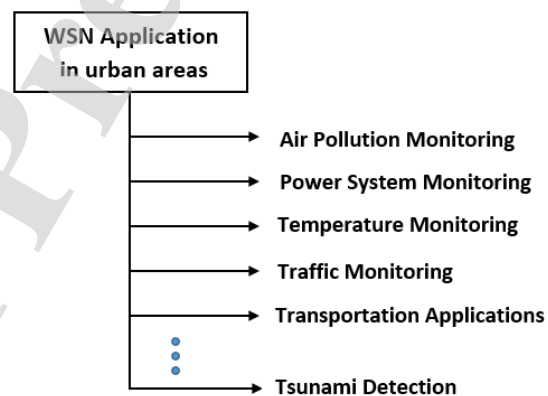 WSN Application
in urban areas
Air Pollution Monitoring
Power System Monitoring
Temperature Monitoring
Traffic Monitoring
Transportation Applications
Tsunami Detection